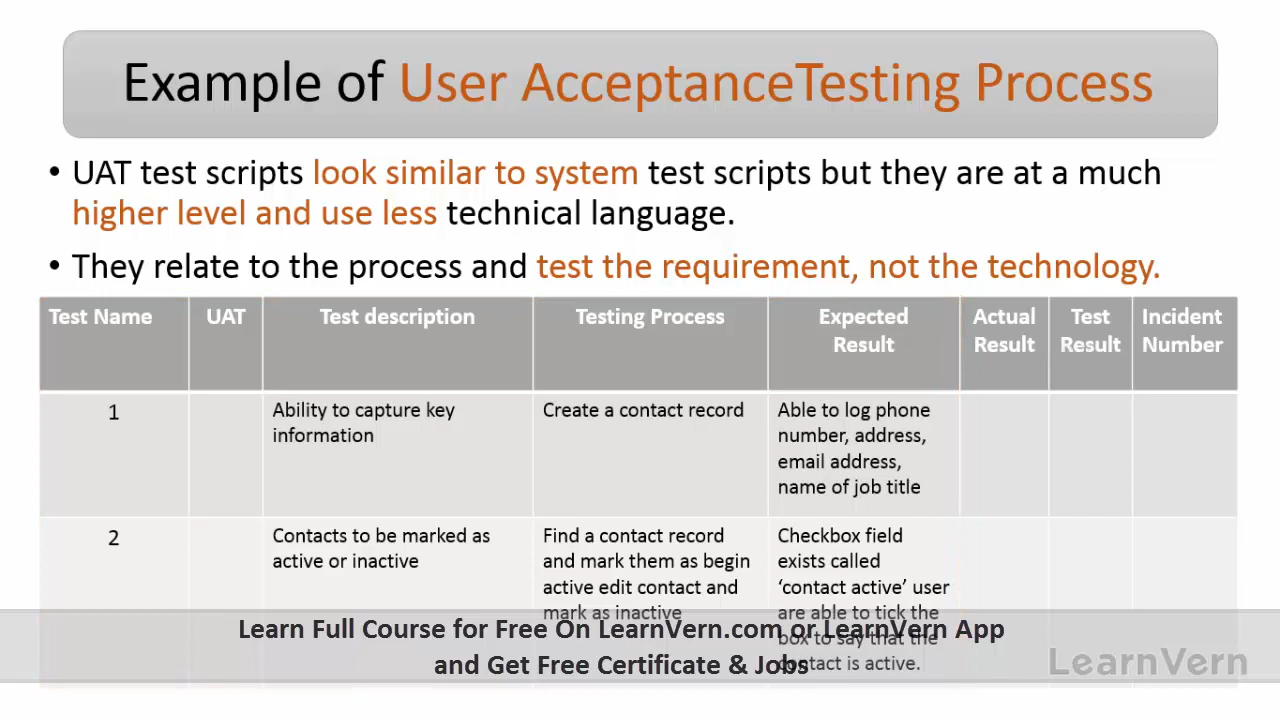 Example of User AcceptanceTesting Process
• UAT test scripts look similar to system test scripts but they are at a much
higher level and use less technical language.
• They relate to the process and test the requirement, not the technology.
Test Name UAT Test description Testing Process Expected Result Actual Result Test Result Incident Number
1
Ability to capture key
information
Create a contact record
Able to log phone
number, address,
email address,
name of job title
2
Contacts to be marked as
active or inactive
Find a contact record
and mark them as begin
active edit contact and
mark as inactive
Checkbox field
exists called
‘contact active’ user
are able to tick the
box to say that the
contact is active.
Learn Full Course for Free On LearnVern.com or LearnVern App
and Get Free Certificate & Jobs
LearnVern